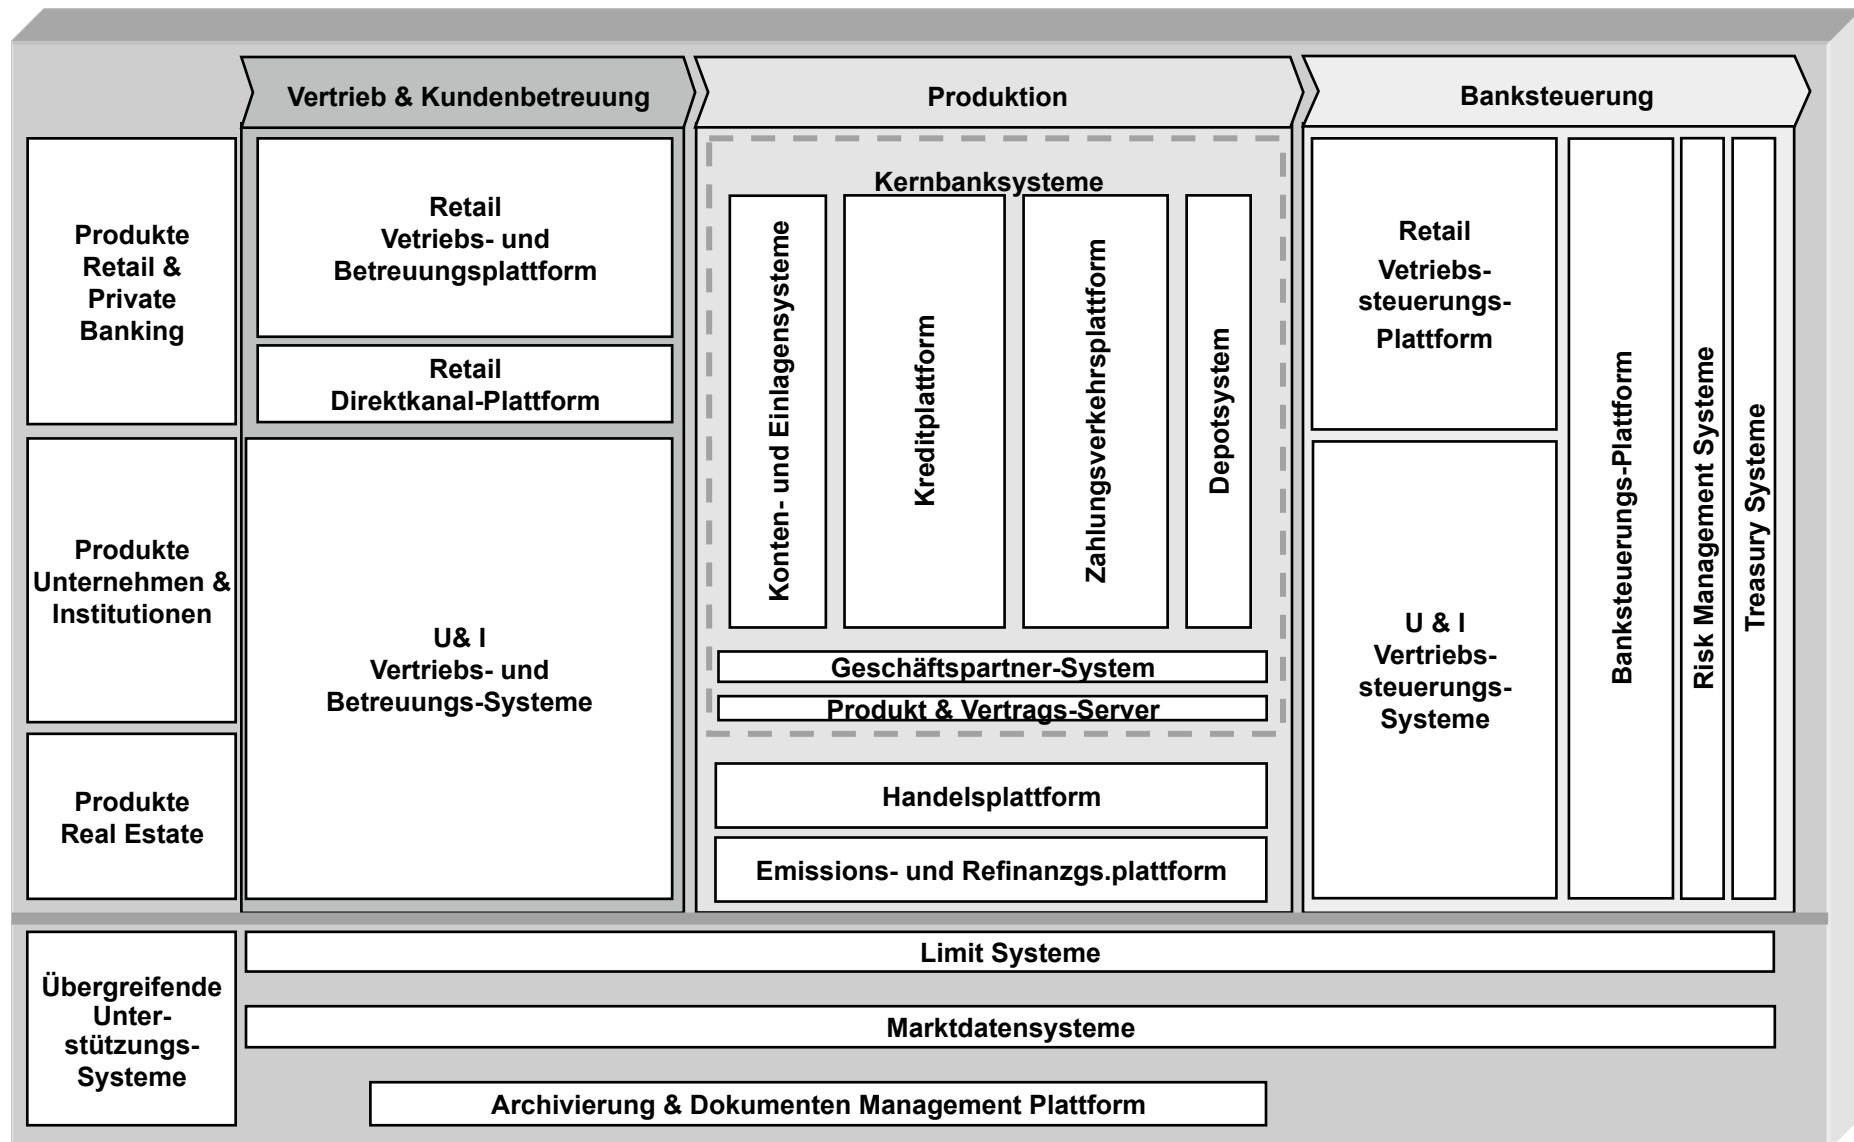 Vertrieb & Kundenbetreuung
Produktion
Banksteuerung
Produkte
Retail &
Private
Banking
Retail
Vetriebs- und
Betreuungsplattform
Retail
Direktkanal-Plattform
Kernbanksysteme
Konten- und Einlagensysteme
Kreditplattform
Zahlungsverkehrsplattform
Depotsystem
Retail
Vetriebs-
steuerungs-
Plattform
Banksteuerungs-Plattform
Risk Management Systeme
Treasury Systeme
Produkte
Unternehmen &
Institutionen
U& I
Vertriebs- und
Betreuungs-Systeme
Geschäftspartner-System
Produkt & Vertrags-Server
U & I
Vertriebs-
steuerungs-
Systeme
Produkte
Real Estate
Handelsplattform
Emissions- und Refinanzgs.plattform
Übergreifende
Unter-
stützungs-
Systeme
Limit Systeme
Marktdatensysteme
Archivierung & Dokumenten Management Plattform